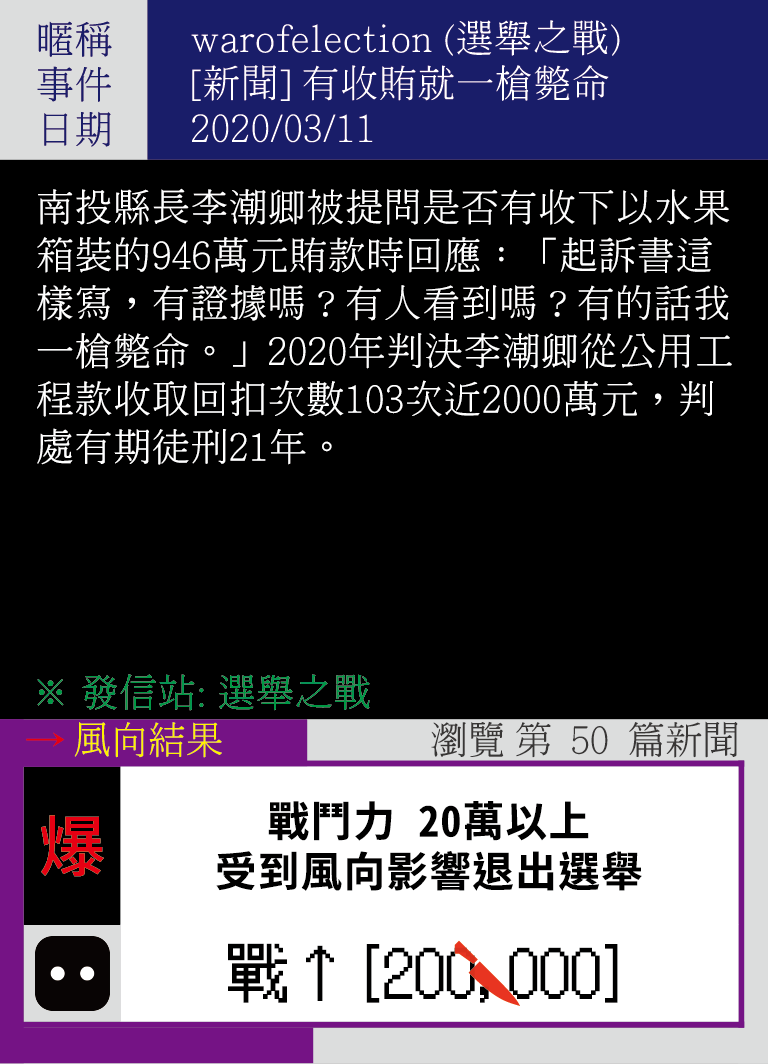 暱稱 warofelection (選舉之戰)
事件 [新聞] 有收賄就一槍斃命
日期 2020/03/11
南投縣長李潮卿被提問是否有收下以水果
箱裝的946萬元賄款時回應：「起訴書這
樣寫，有證據嗎？有人看到嗎？有的話我
一槍斃命。」2020年判決李潮卿從公用工
程款收取回扣次數103次近2000萬元，判
處有期徒刑21年。
※ 發信站: 選舉之戰
→ 風向結果 瀏覽 第 50 篇新聞
爆
戰鬥力 20萬以上
受到風向影響退出選舉
戰↑[200,000]